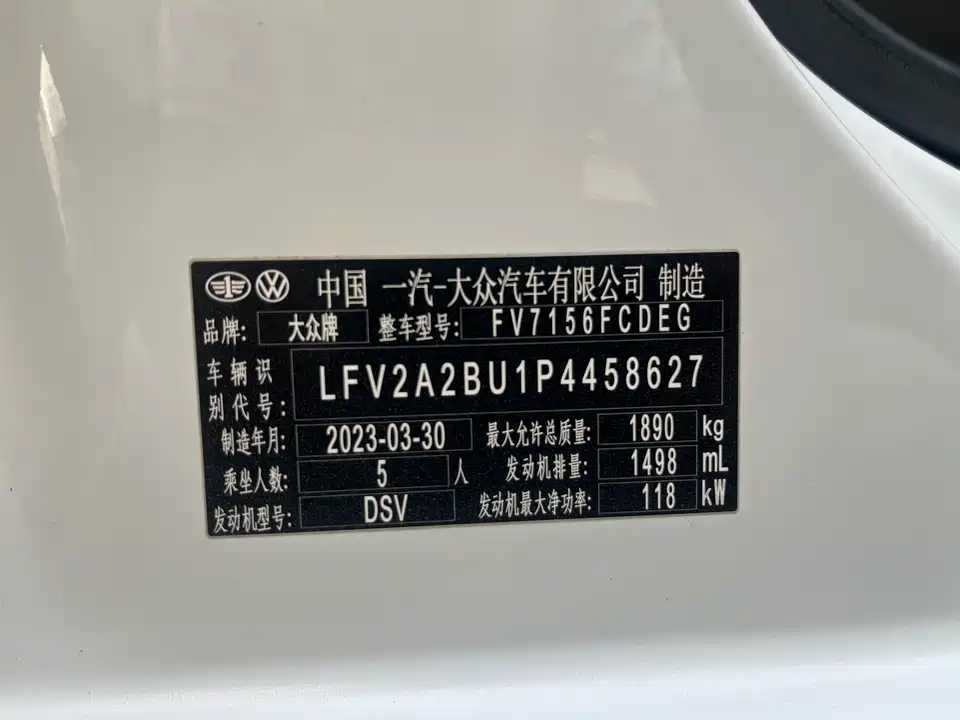 中国 一汽-大众汽车有限公司 制造
品牌: 大众牌 整车型号: FV7156FCDEG
车辆识别代号: LFV2A2BU1P4458627
制造年月: 2023-03-30 最大允许总质量: 1890 kg
乘坐人数: 5 人 发动机排量: 1498 mL
发动机型号: DSV 发动机最大净功率: 118 kW